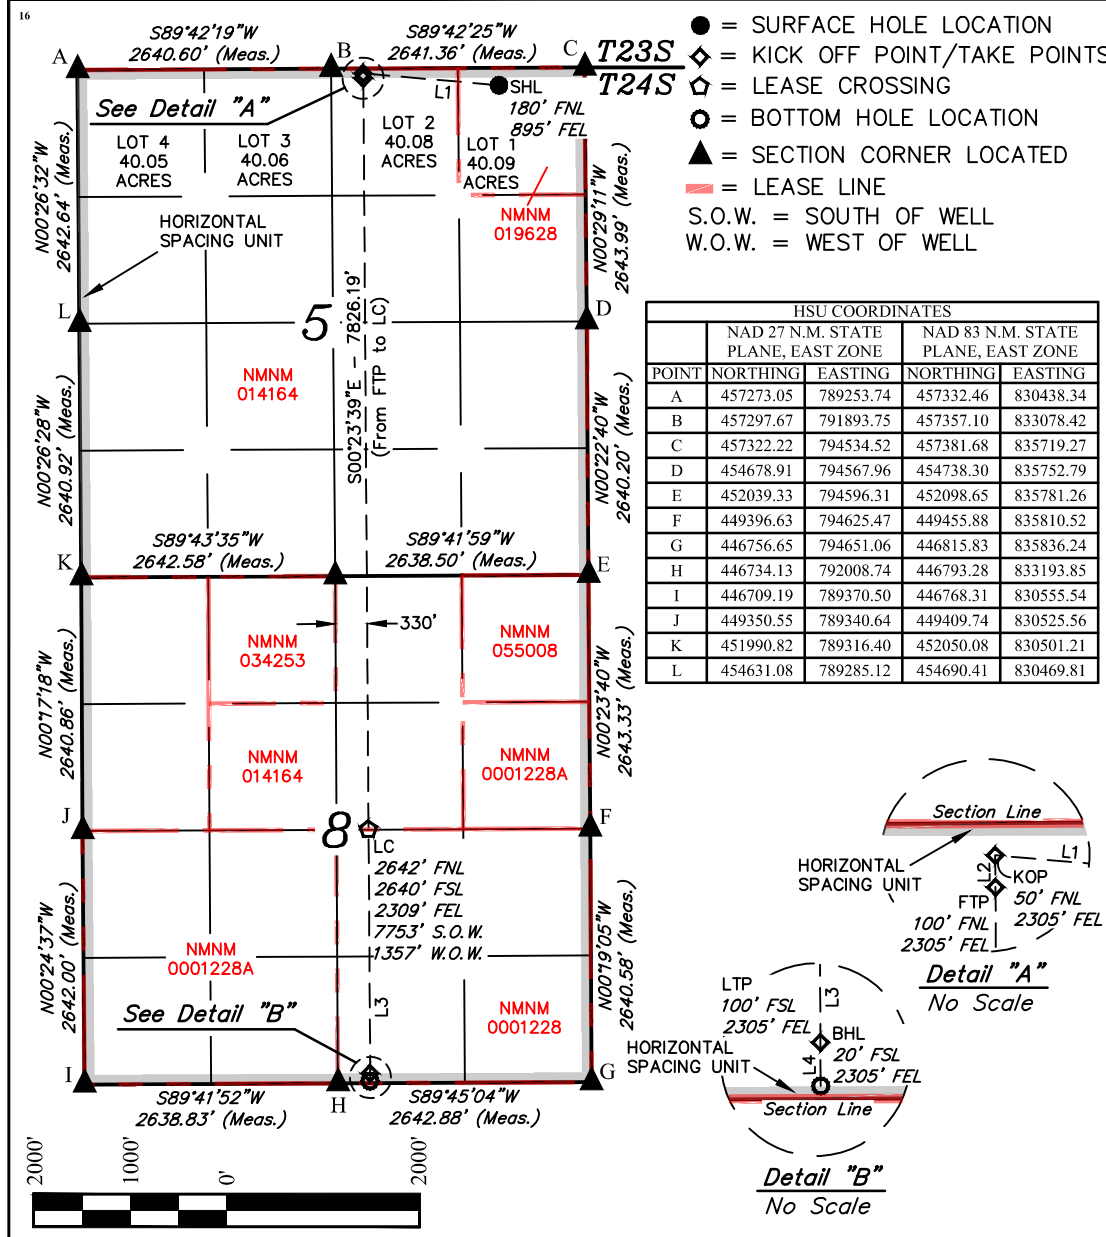 16
S89°42'19"W
2640.60' (Meas.)
S89°42'25"W
2641.36' (Meas.)
A
B
C
T23S
T24S
● = SURFACE HOLE LOCATION
= KICK OFF POINT/TAKE POINTS
= LEASE CROSSING
= BOTTOM HOLE LOCATION
▲ = SECTION CORNER LOCATED
= LEASE LINE
S.O.W. = SOUTH OF WELL
W.O.W. = WEST OF WELL
See Detail "A"
L1
SHL
180' FNL
895' FEL
LOT 4
40.05
ACRES
LOT 3
40.06
ACRES
LOT 2
40.08
ACRES
LOT 1
40.09
ACRES
NMNM
019628
N00°26'32"W
2642.64' (Meas.)
N00°29'11"W
2643.99' (Meas.)
HORIZONTAL
SPACING UNIT
L
5
D
S00°23'39"E - 7826.19'
(From FTP to LC)
NMNM
014164
N00°26'28"W
2640.92' (Meas.)
N00°22'40"W
2640.20' (Meas.)
S89°43'35"W
2642.58' (Meas.)
S89°41'59"W
2638.50' (Meas.)
K
E
330'
NMNM
034253
NMNM
055008
N00°17'18"W
2640.86' (Meas.)
N00°23'40"W
2643.33' (Meas.)
NMNM
014164
NMNM
0001228A
J
8
F
LC
2642' FNL
2640' FSL
2309' FEL
7753' S.O.W.
1357' W.O.W.
N00°24'37"W
2642.00' (Meas.)
N00°19'05"W
2640.58' (Meas.)
NMNM
0001228A
See Detail "B"
L3
NMNM
0001228
I
H
G
S89°41'52"W
2638.83' (Meas.)
S89°45'04"W
2642.88' (Meas.)
2000'
1000'
0'
2000'
HSU COORDINATES
NAD 27 N.M. STATE
PLANE, EAST ZONE
NAD 83 N.M. STATE
PLANE, EAST ZONE
POINT NORTHING EASTING NORTHING EASTING
A 457273.05 789253.74 457332.46 830438.34
B 457297.67 791893.75 457357.10 833078.42
C 457322.22 794534.52 457381.68 835719.27
D 454678.91 794567.96 454738.30 835752.79
E 452039.33 794596.31 452098.65 835781.26
F 449396.63 794625.47 449455.88 835810.52
G 446756.65 794651.06 446815.83 835836.24
H 446734.13 792008.74 446793.28 833193.85
I 446709.19 789370.50 446768.31 830555.54
J 449350.55 789340.64 449409.74 830525.56
K 451990.82 789316.40 452050.08 830501.21
L 454631.08 789285.12 454690.41 830469.81
Section Line
HORIZONTAL
SPACING UNIT
L1
L2
KOP
50' FNL
2305' FEL
FTP
100' FNL
2305' FEL
Detail "A"
No Scale
LTP
100' FSL
2305' FEL
L3
HORIZONTAL
SPACING UNIT
L4
BHL
20' FSL
2305' FEL
Section Line
Detail "B"
No Scale